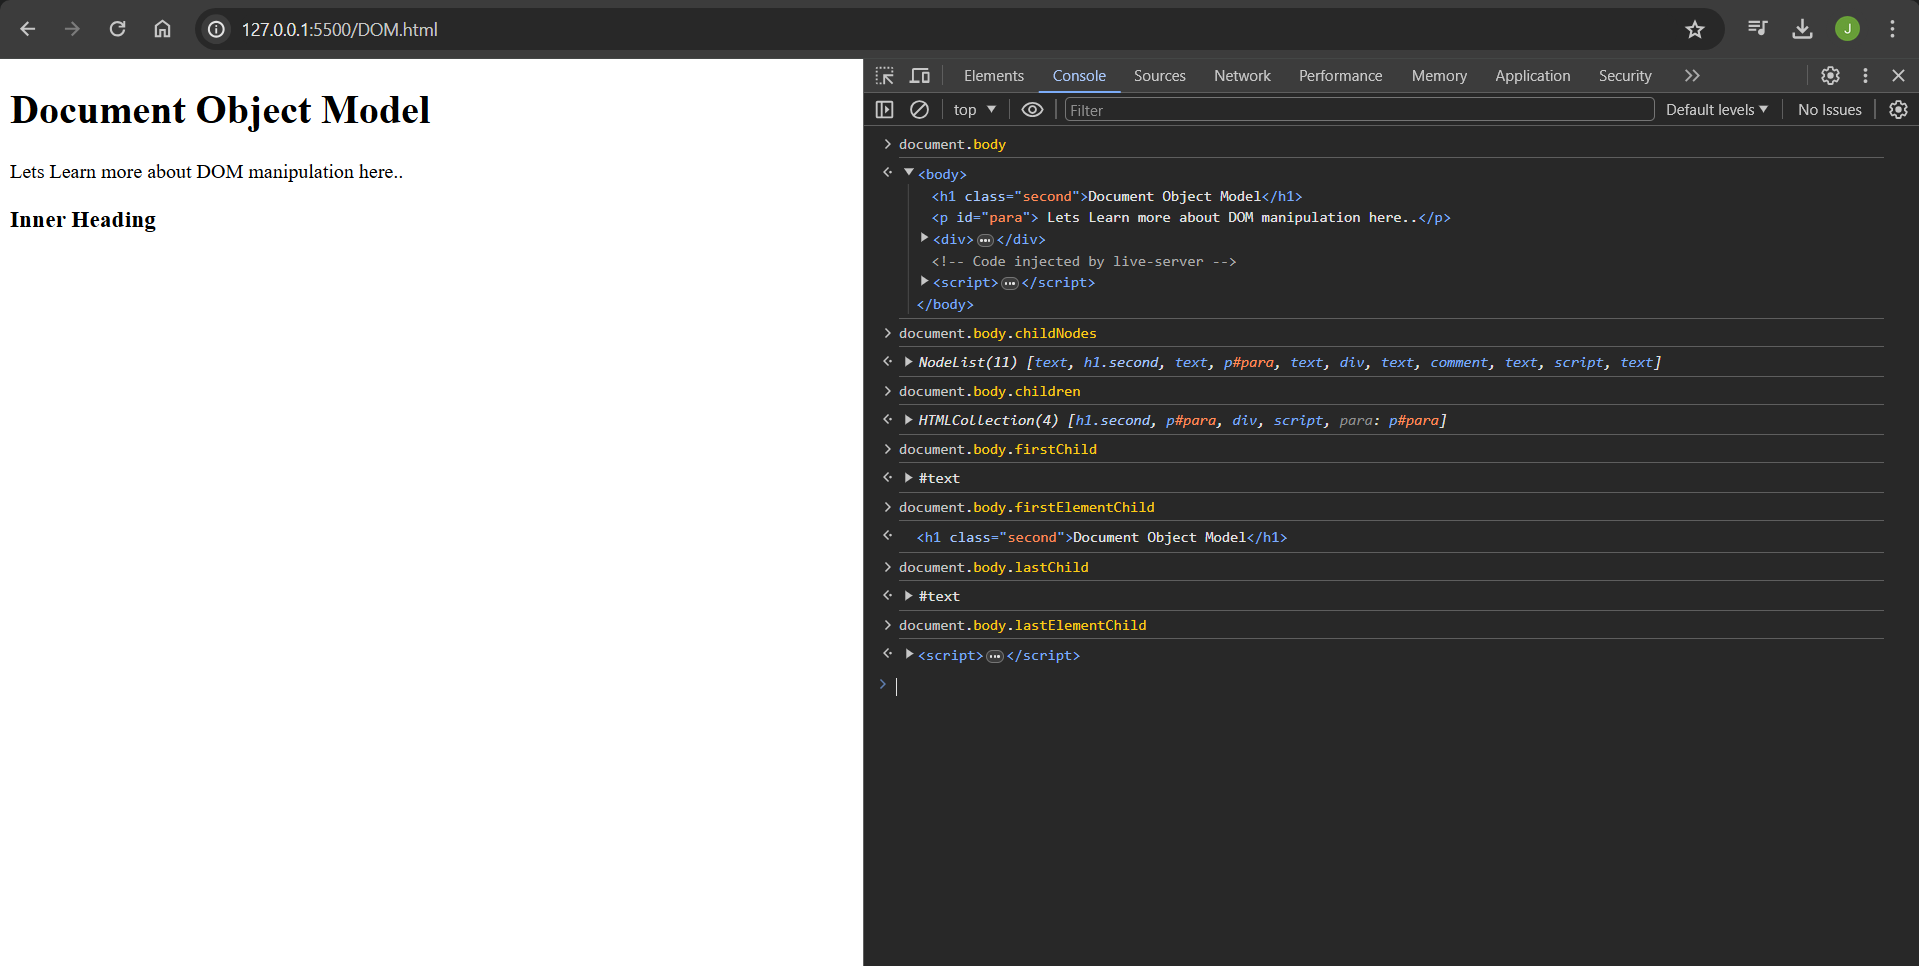 127.0.0.1:5500/DOM.html
J
Document Object Model
Lets Learn more about DOM manipulation here..
Inner Heading
Elements Console Sources Network Performance Memory Application Security
top Filter Default levels No Issues
document.body
<body>
<h1 class="second">Document Object Model</h1>
<p id="para"> Lets Learn more about DOM manipulation here..</p>
<div>…</div>
<!-- Code injected by live-server -->
<script>…</script>
</body>
document.body.childNodes
NodeList(11) [text, h1.second, text, p#para, text, div, text, comment, text, script, text]
document.body.children
HTMLCollection(4) [h1.second, p#para, div, script, para: p#para]
document.body.firstChild
#text
document.body.firstElementChild
<h1 class="second">Document Object Model</h1>
document.body.lastChild
#text
document.body.lastElementChild
<script>…</script>